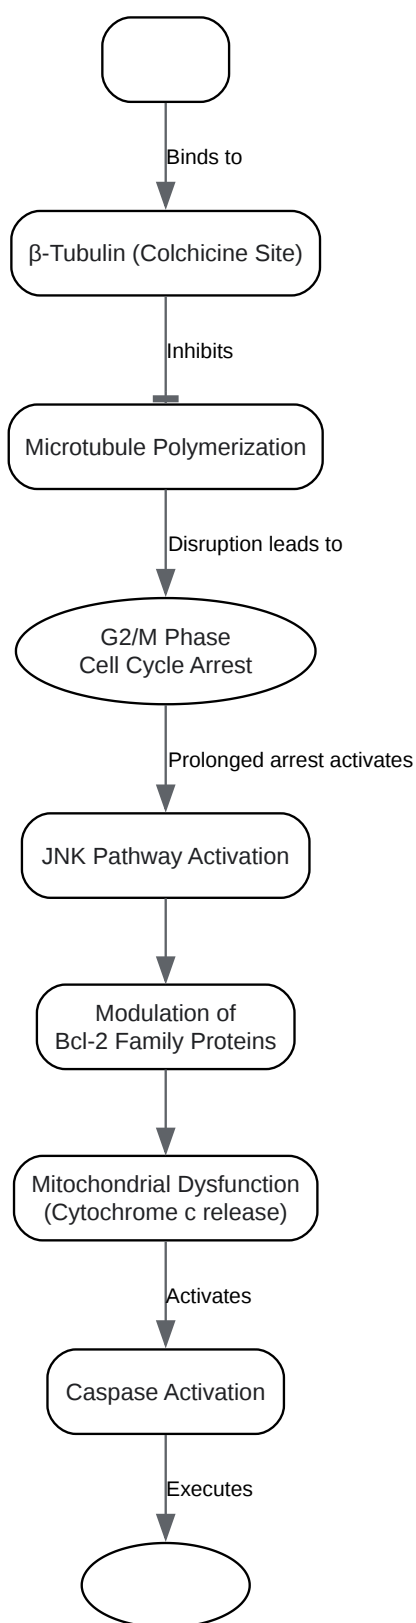 Binds to
β-Tubulin (Colchicine Site)
Inhibits
Microtubule Polymerization
Disruption leads to
G2/M Phase
Cell Cycle Arrest
Prolonged arrest activates
JNK Pathway Activation
Modulation of
Bcl-2 Family Proteins
Mitochondrial Dysfunction
(Cytochrome c release)
Activates
Caspase Activation
Executes